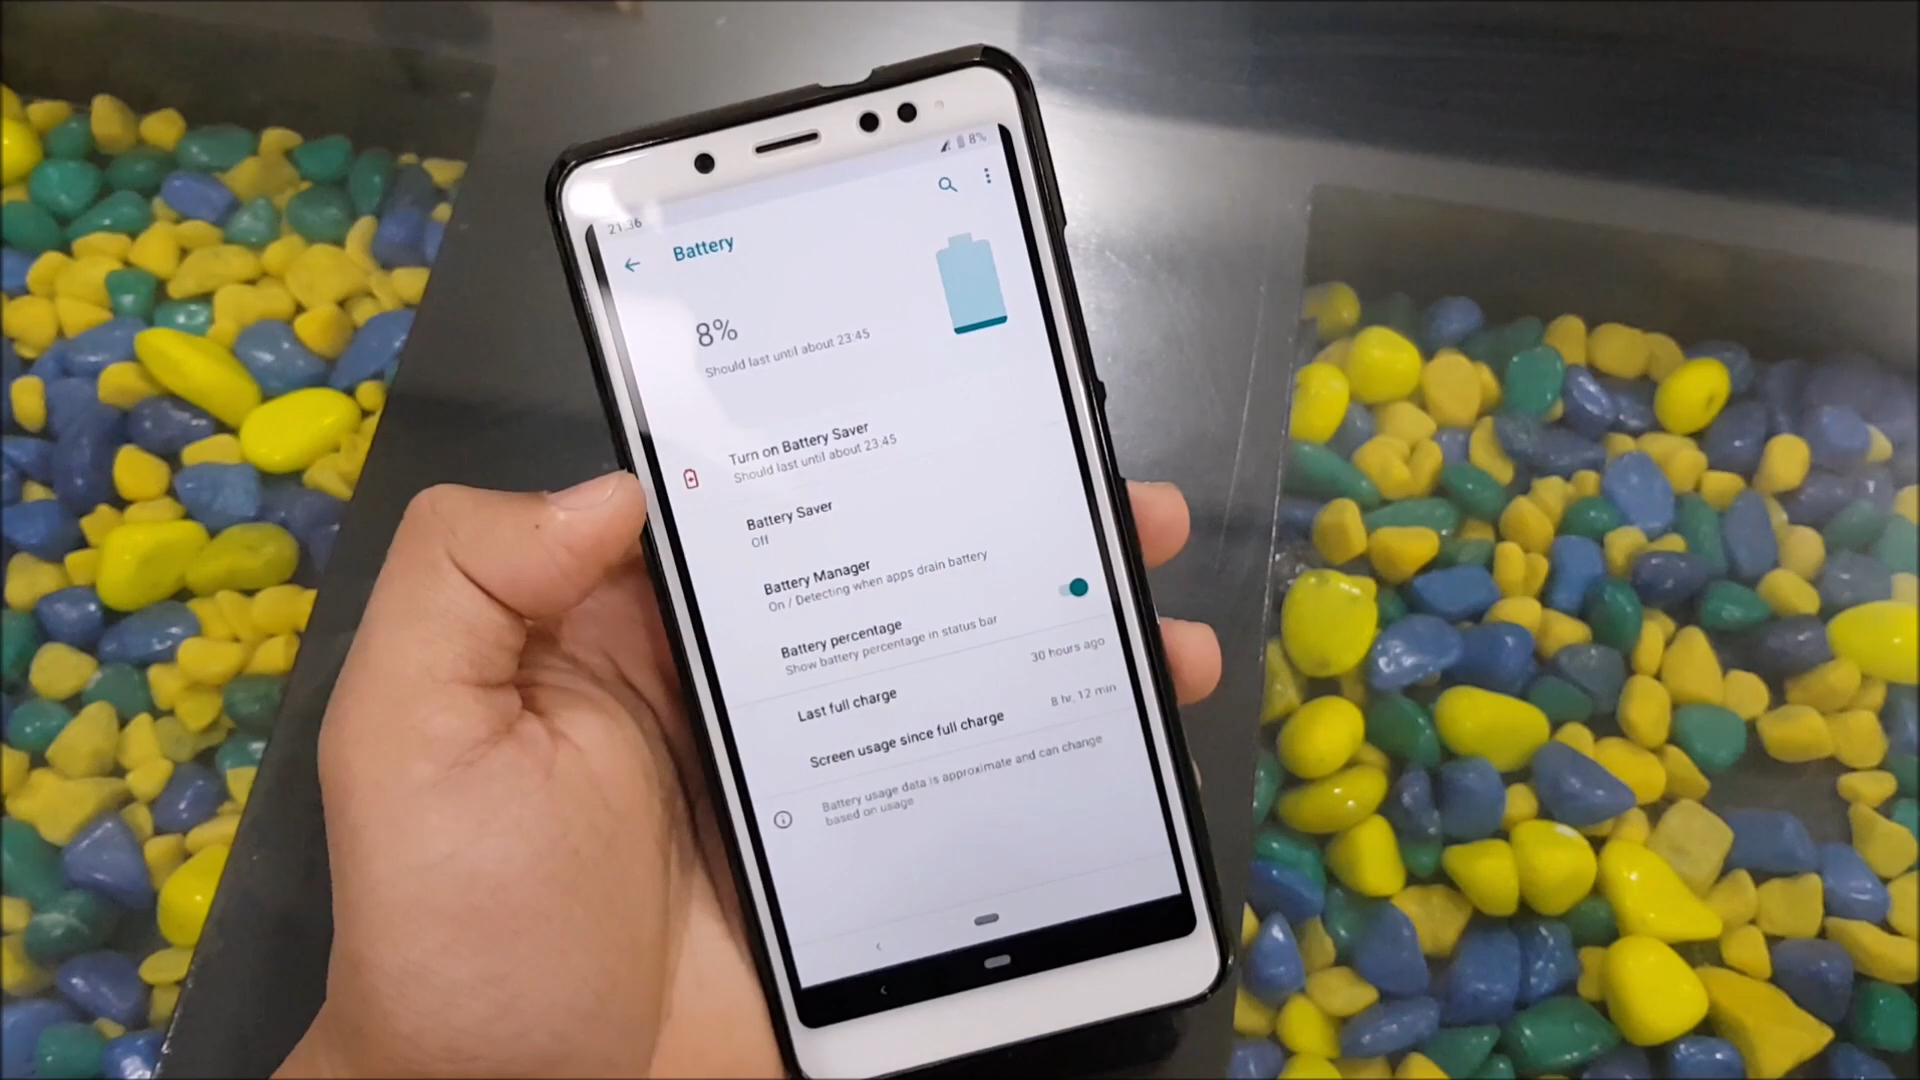 21:36
8%
Battery
8%
Should last until about 23:45
Turn on Battery Saver
Should last until about 23:45
Battery Saver
Off
Battery Manager
On / Detecting when apps drain battery
Battery percentage
Show battery percentage in status bar
Last full charge
30 hours ago
Screen usage since full charge
8 hr, 12 min
Battery usage data is approximate and can change
based on usage